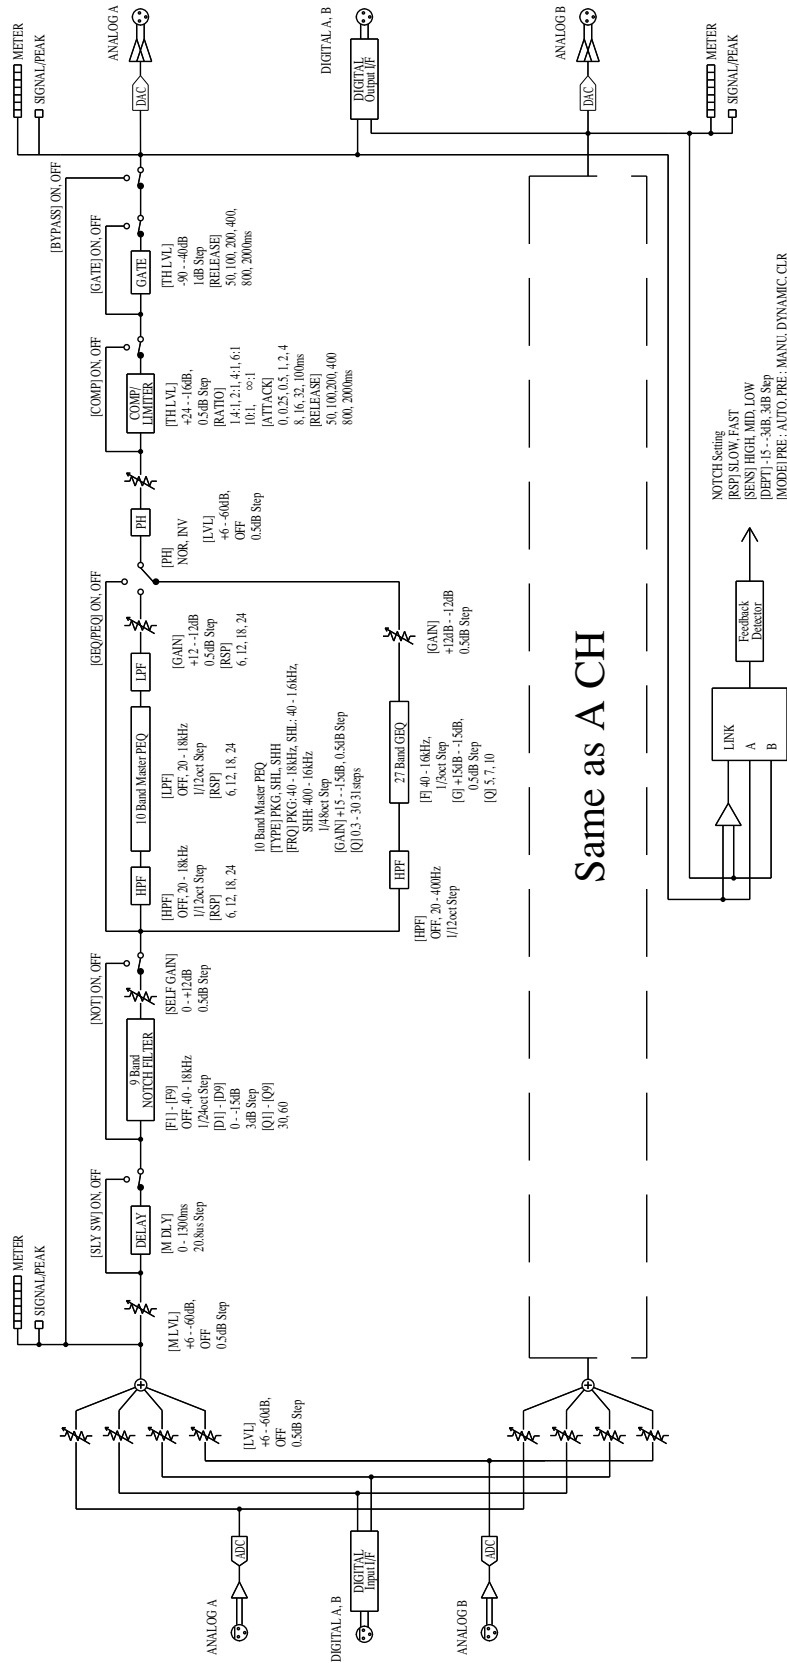 ANALOG A
DIGITAL A, B
ANALOG B
ADC
DIGITAL
Input I/F
ADC
[LVL]
+6 - -60dB,
OFF
0.5dB Step
METER
SIGNAL/PEAK
[M LVL]
+6 - -60dB,
OFF
0.5dB Step
[SLY SW] ON, OFF
DELAY
[M DLY]
0 - 1300ms
20.8us Step
[NOT] ON, OFF
9 Band
NOTCH FILTER
[F1] - [F9]
OFF, 40 - 18kHz
1/24oct Step
[D1] - [D9]
0 - -15dB
3dB Step
[Q1] - [Q9]
30, 60
[SELF GAIN]
0 - +12dB
0.5dB Step
[GEQ/PEQ] ON, OFF
HPF
10 Band Master PEQ
LPF
[HPF]
OFF, 20 - 18kHz
1/12oct Step
[RSP]
6, 12, 18, 24
[LPF]
OFF, 20 - 18kHz
1/12oct Step
[RSP]
6, 12, 18, 24
[GAIN]
+12 - -12dB
0.5dB Step
[RSP]
6, 12, 18, 24
10 Band Master PEQ
[TYPE] PKG, SHL, SHH
[FRQ] PKG: 40 - 18kHz, SHL: 40 - 1.6kHz,
SHH: 400 - 16kHz
1/48oct Step
[GAIN] +15 - -15dB, 0.5dB Step
[Q] 0.3 - 30 31steps
HPF
27 Band GEQ
[HPF]
OFF, 20 - 400Hz
1/12oct Step
[F] 40 - 16kHz,
1/3oct Step
[G] +15dB - -15dB,
0.5dB Step
[Q] 5, 7, 10
[GAIN]
+12dB - -12dB
0.5dB Step
PH
[PH]
NOR, INV
[LVL]
+6 - -60dB,
OFF
0.5dB Step
[COMP] ON, OFF
COMP/
LIMITER
[TH LVL]
+24 - -16dB,
0.5dB Step
[RATIO]
1.4:1, 2:1, 4:1, 6:1
10:1, ∞:1
[ATTACK]
0, 0.25, 0.5, 1, 2, 4
8, 16, 32, 100ms
[RELEASE]
50, 100,200, 400
800, 2000ms
[GATE] ON, OFF
GATE
[TH LVL]
-90 - -40dB
1dB Step
[RELEASE]
50, 100, 200, 400,
800, 2000ms
[BYPASS] ON, OFF
METER
SIGNAL/PEAK
DAC
ANALOG A
DIGITAL
Output I/F
DIGITAL A, B
DAC
ANALOG B
METER
SIGNAL/PEAK
Same as A CH
LINK
A
B
Feedback
Detector
NOTCH Setting
[RSP] SLOW, FAST
[SENS] HIGH, MID, LOW
[DEPT] -15 - -3dB, 3dB Step
[MODE] PRE : AUTO, PRE : MANU, DYNAMIC, CLR